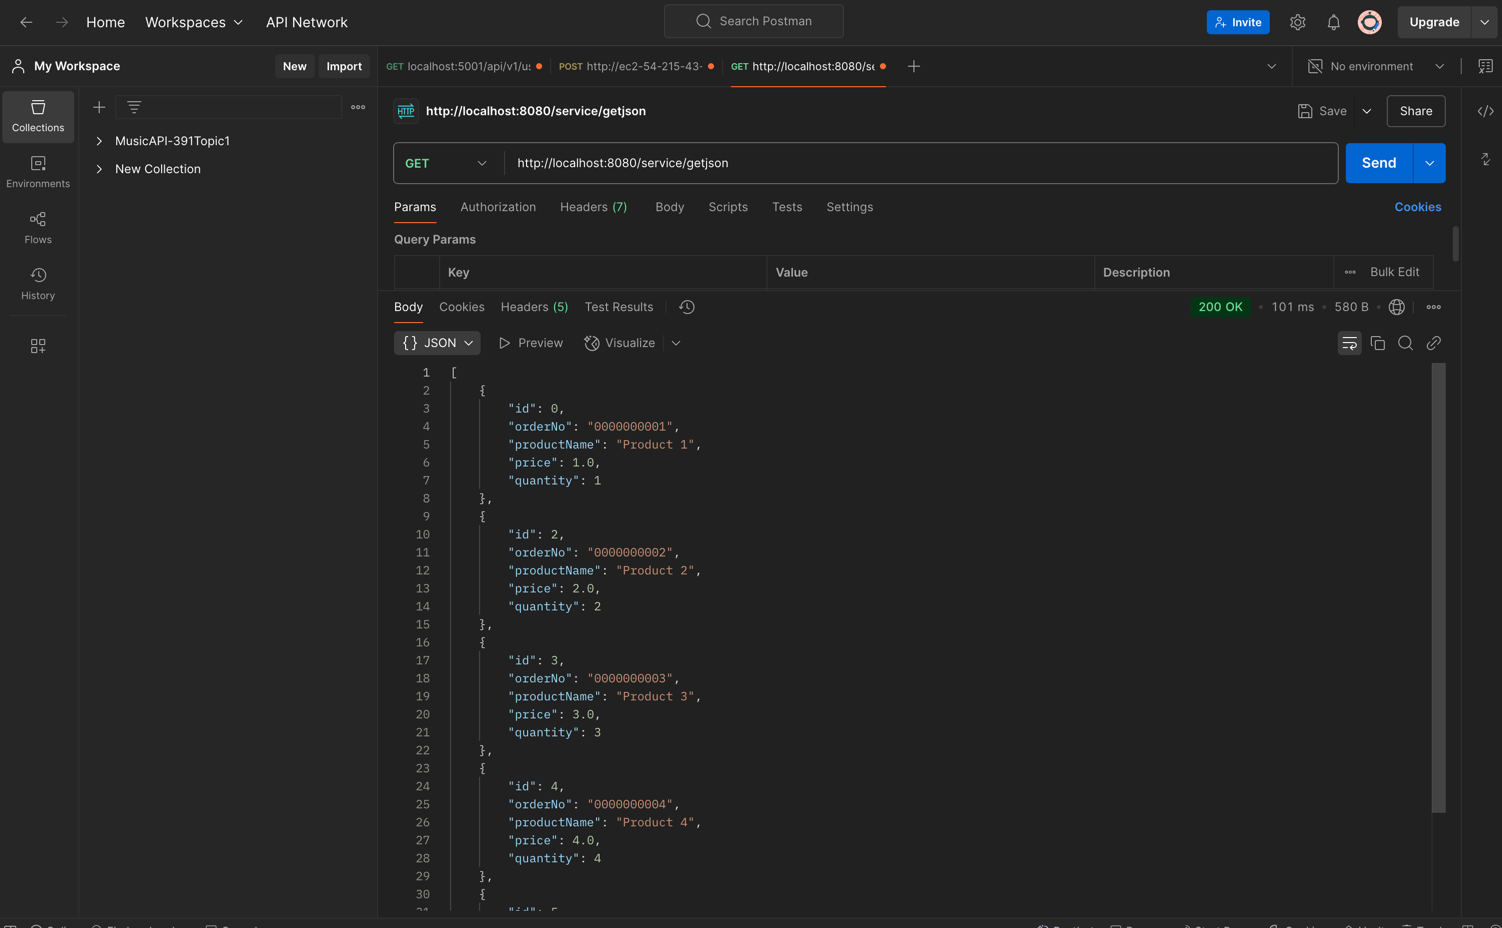 Home Workspaces API Network Search Postman Invite Upgrade
My Workspace New Import GET localhost:5001/api/v1/us POST http://ec2-54-215-43- GET http://localhost:8080/se No environment
Collections
Environments
Flows
History
MusicAPI-391Topic1
New Collection
HTTP http://localhost:8080/service/getjson Save Share
GET http://localhost:8080/service/getjson Send
Params Authorization Headers (7) Body Scripts Tests Settings Cookies
Query Params
Key Value Description Bulk Edit
Body Cookies Headers (5) Test Results 200 OK 101 ms 580 B
{} JSON Preview Visualize
1 [
2 {
3 "id": 0,
4 "orderNo": "0000000001",
5 "productName": "Product 1",
6 "price": 1.0,
7 "quantity": 1
8 },
9 {
10 "id": 2,
11 "orderNo": "0000000002",
12 "productName": "Product 2",
13 "price": 2.0,
14 "quantity": 2
15 },
16 {
17 "id": 3,
18 "orderNo": "0000000003",
19 "productName": "Product 3",
20 "price": 3.0,
21 "quantity": 3
22 },
23 {
24 "id": 4,
25 "orderNo": "0000000004",
26 "productName": "Product 4",
27 "price": 4.0,
28 "quantity": 4
29 },
30 {